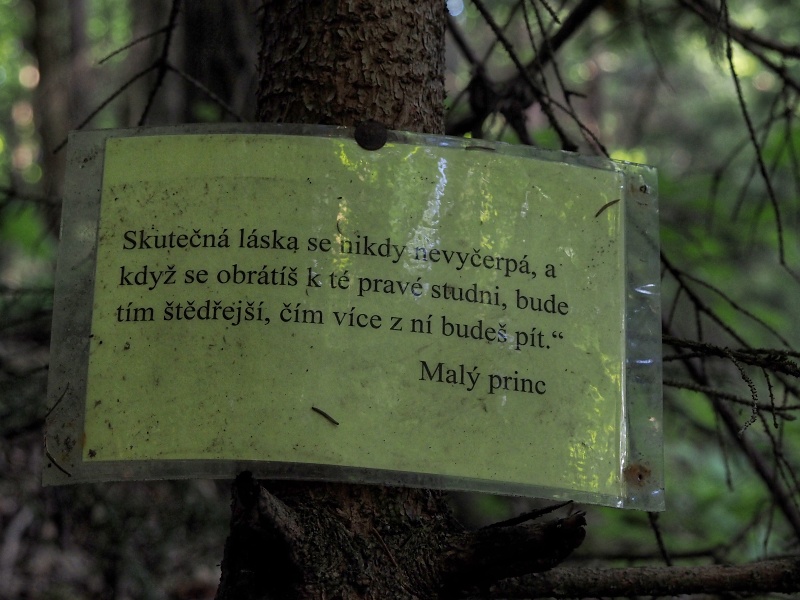 Skutečná láska se nikdy nevyčerpá, a
když se obrátíš k té pravé studni, bude
tím štědřejší, čím více z ní budeš pít.“
Malý princ